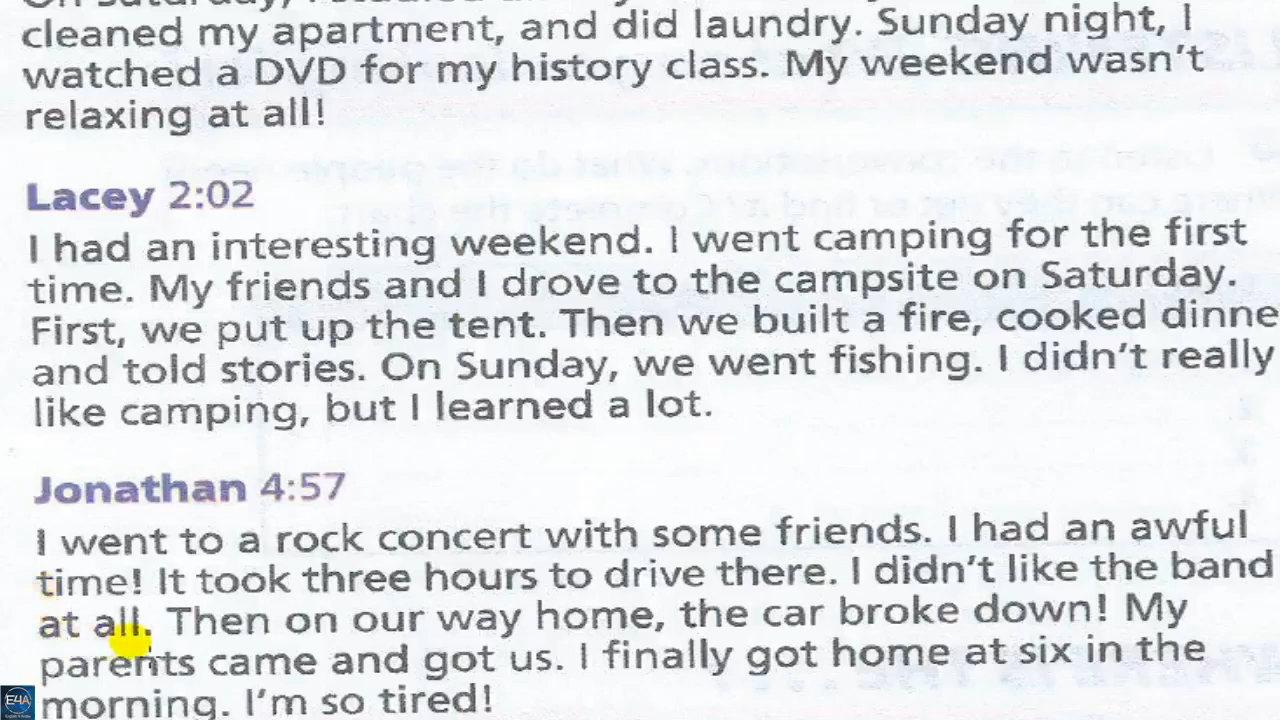 cleaned my apartment, and did laundry. Sunday night, I
watched a DVD for my history class. My weekend wasn't
relaxing at all!
Lacey 2:02
I had an interesting weekend. I went camping for the first
time. My friends and I drove to the campsite on Saturday.
First, we put up the tent. Then we built a fire, cooked dinne
and told stories. On Sunday, we went fishing. I didn't really
like camping, but I learned a lot.
Jonathan 4:57
I went to a rock concert with some friends. I had an awful
time! It took three hours to drive there. I didn't like the band
at all. Then on our way home, the car broke down! My
parents came and got us. I finally got home at six in the
morning. I'm so tired!
E4A